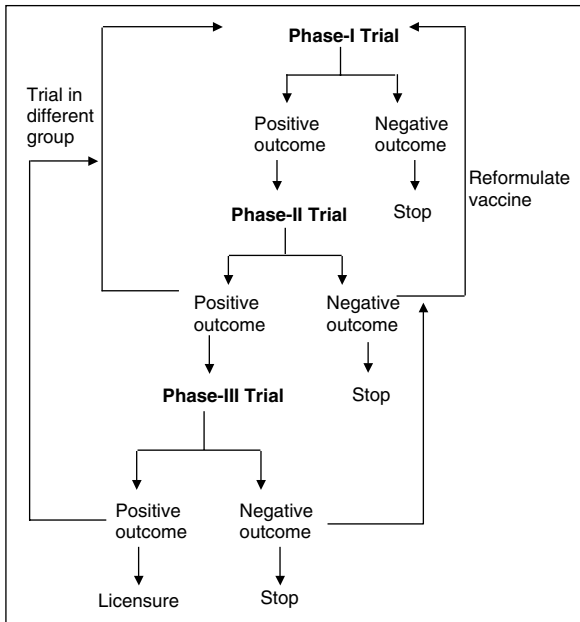 Phase-I Trial
Trial in
different
group
Positive
outcome
Negative
outcome
Reformulate
vaccine
Stop
Phase-II Trial
Positive
outcome
Negative
outcome
Stop
Phase-III Trial
Positive
outcome
Negative
outcome
Licensure
Stop